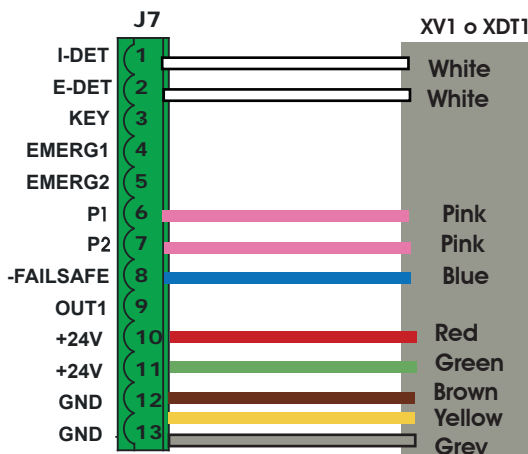 J7
XV1 o XDT1
I-DET 1 White
E-DET 2 White
KEY 3
EMERG1 4
EMERG2 5
P1 6 Pink
P2 7 Pink
-FAILSAFE 8 Blue
OUT1 9
+24V 10 Red
+24V 11 Green
GND 12 Brown
Yellow
GND 13 Grey